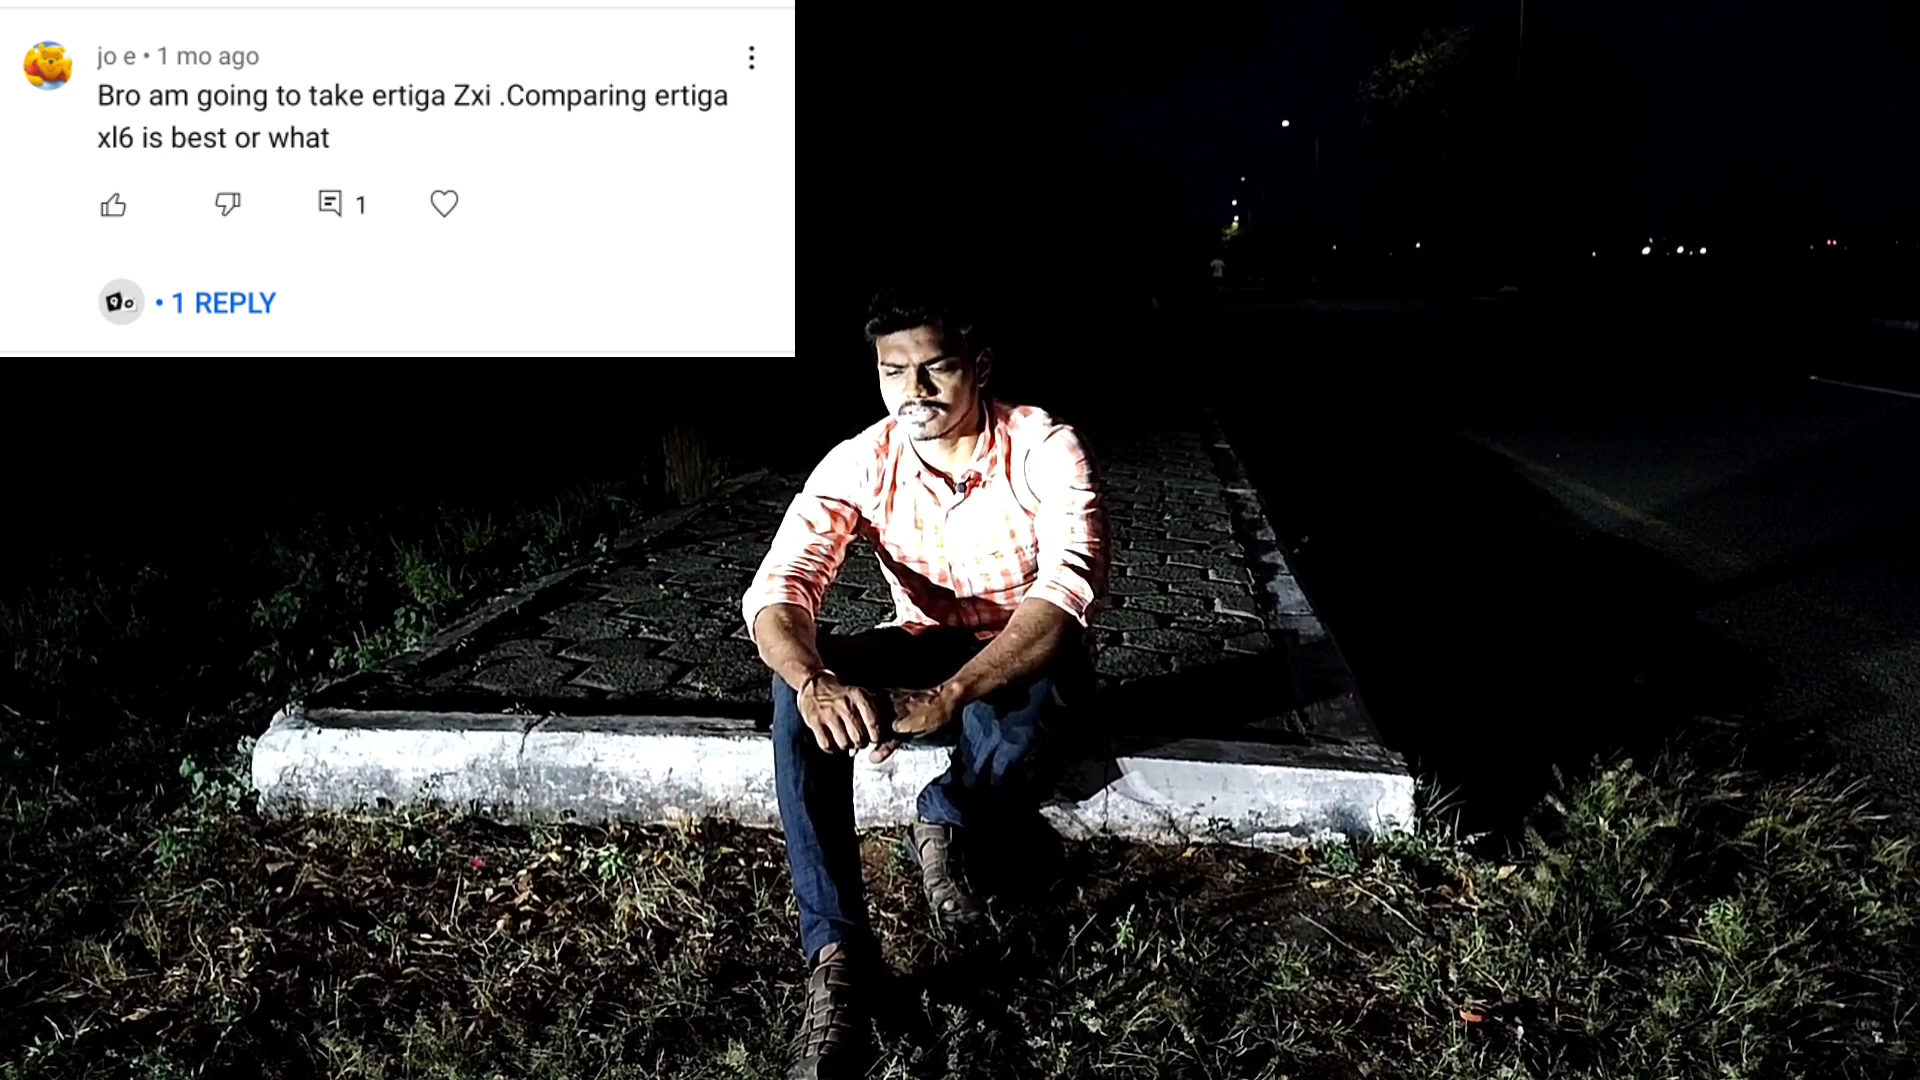 jo e • 1 mo ago
Bro am going to take ertiga Zxi .Comparing ertiga
xl6 is best or what
1
• 1 REPLY